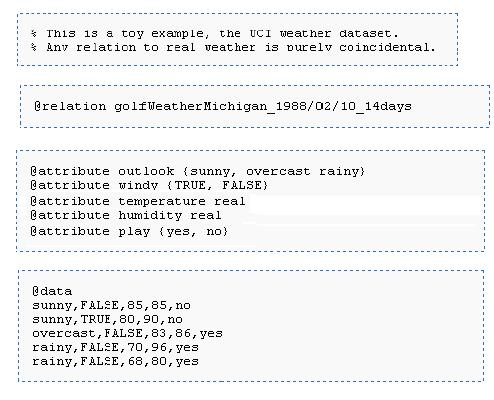 % This is a toy example, the UCI weather dataset.
% Any relation to real weather is purely coincidental.
@relation golfWeatherMichigan_1988/02/10_14days
@attribute outlook {sunny, overcast rainy}
@attribute windy {TRUE, FALSE}
@attribute temperature real
@attribute humidity real
@attribute play {yes, no}
@data
sunny,FALSE,85,85,no
sunny,TRUE,80,90,no
overcast,FALSE,83,86,yes
rainy,FALSE,70,96,yes
rainy,FALSE,68,80,yes